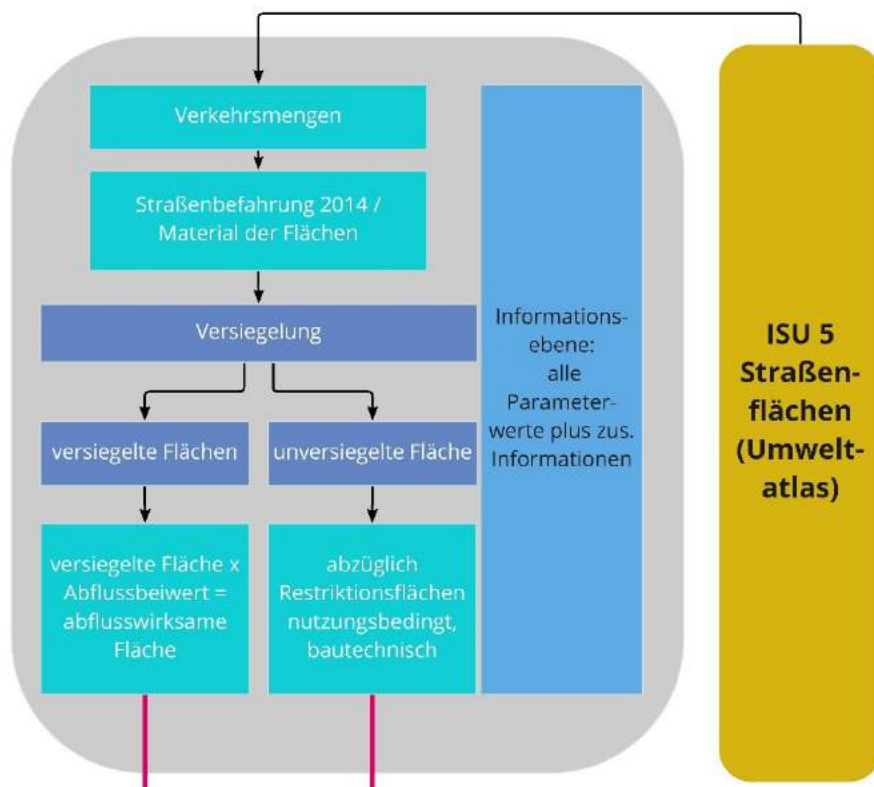 Verkehrsmengen
Straßenbefahrung 2014 /
Material der Flächen
Versiegelung
versiegelte Flächen
unversiegelte Fläche
versiegelte Fläche x
Abflussbeiwert =
abflusswirksame
Fläche
abzüglich
Restriktionsflächen
nutzungsbedingt,
bautechnisch
Informations-
ebene:
alle
Parameter-
werte plus zus.
Informationen
ISU 5
Straßen-
flächen
(Umwelt-
atlas)